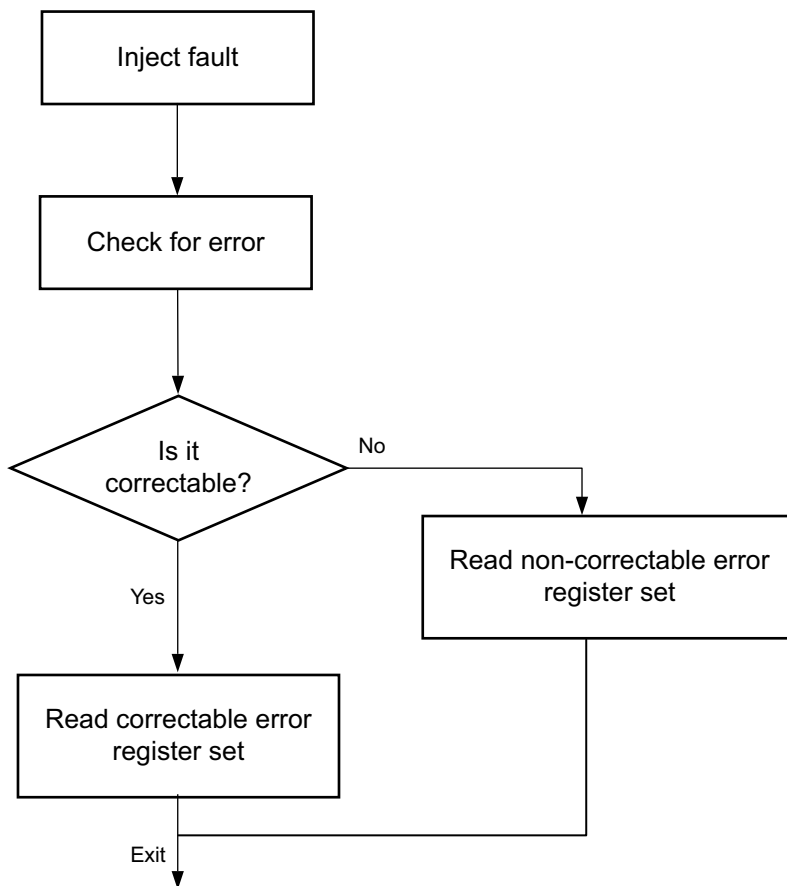 Inject fault
Check for error
Is it
correctable?
No
Read non-correctable error
register set
Yes
Read correctable error
register set
Exit